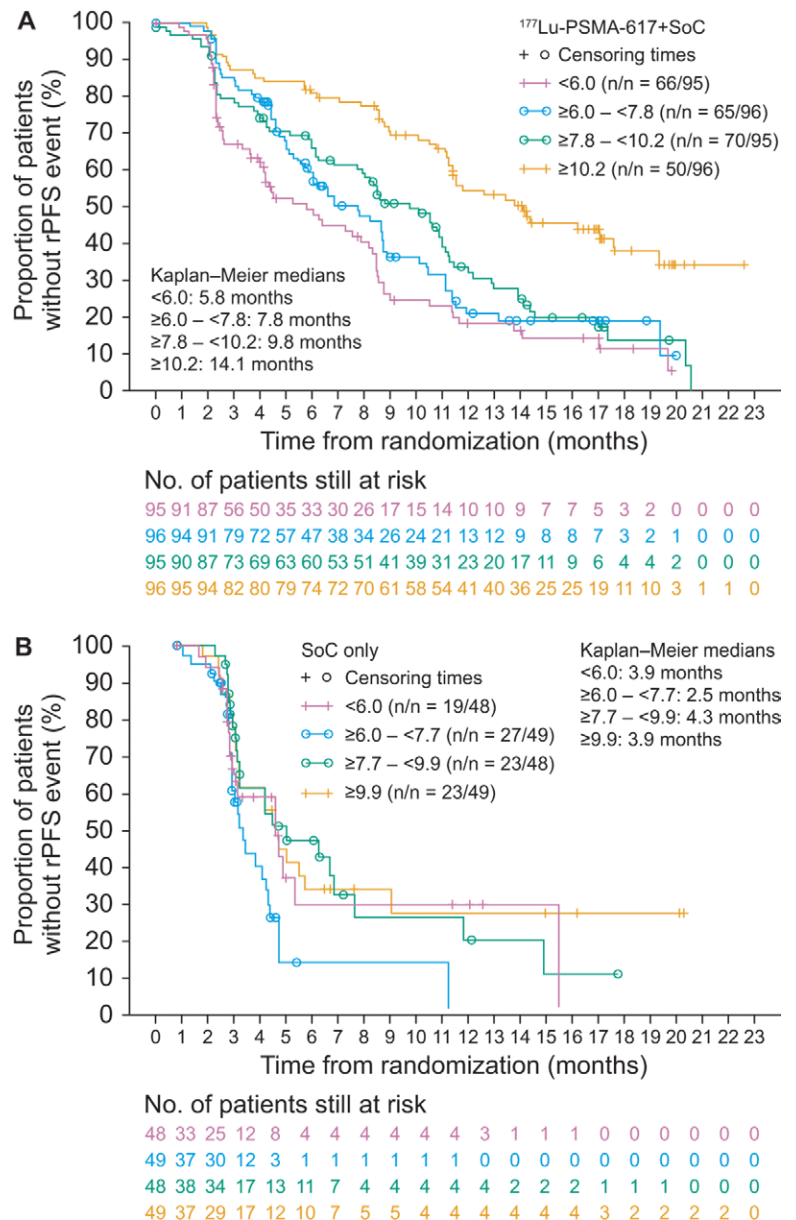 A
100
90
80
70
60
50
40
30
20
10
0
Proportion of patients
without rPFS event (%)
177Lu-PSMA-617+SoC
Censoring times
<6.0 (n/n = 66/95)
≥6.0 – <7.8 (n/n = 65/96)
≥7.8 – <10.2 (n/n = 70/95)
≥10.2 (n/n = 50/96)
Kaplan–Meier medians
<6.0: 5.8 months
≥6.0 – <7.8: 7.8 months
≥7.8 – <10.2: 9.8 months
≥10.2: 14.1 months
0 1 2 3 4 5 6 7 8 9 10 11 12 13 14 15 16 17 18 19 20 21 22 23
Time from randomization (months)
No. of patients still at risk
95 91 87 56 50 35 33 30 26 17 15 14 10 10 9 7 7 5 3 2 0 0 0 0
96 94 91 79 72 57 47 38 34 26 24 21 13 12 9 8 8 7 3 2 1 0 0 0
95 90 87 73 69 63 60 53 51 41 39 31 23 20 17 11 9 6 4 4 2 0 0 0
96 95 94 82 80 79 74 72 70 61 58 54 41 40 36 25 25 19 11 10 3 1 1 0
B
100
90
80
70
60
50
40
30
20
10
0
Proportion of patients
without rPFS event (%)
SoC only
Censoring times
<6.0 (n/n = 19/48)
≥6.0 – <7.7 (n/n = 27/49)
≥7.7 – <9.9 (n/n = 23/48)
≥9.9 (n/n = 23/49)
Kaplan–Meier medians
<6.0: 3.9 months
≥6.0 – <7.7: 2.5 months
≥7.7 – <9.9: 4.3 months
≥9.9: 3.9 months
0 1 2 3 4 5 6 7 8 9 10 11 12 13 14 15 16 17 18 19 20 21 22 23
Time from randomization (months)
No. of patients still at risk
48 33 25 12 8 4 4 4 4 4 4 4 3 1 1 1 0 0 0 0 0 0 0
49 37 30 12 3 1 1 1 1 1 1 0 0 0 0 0 0 0 0 0 0 0 0
48 38 34 17 13 11 7 4 4 4 4 4 4 2 2 2 1 1 1 0 0 0 0
49 37 29 17 12 10 7 5 5 4 4 4 4 4 4 4 3 2 2 2 2 2 0